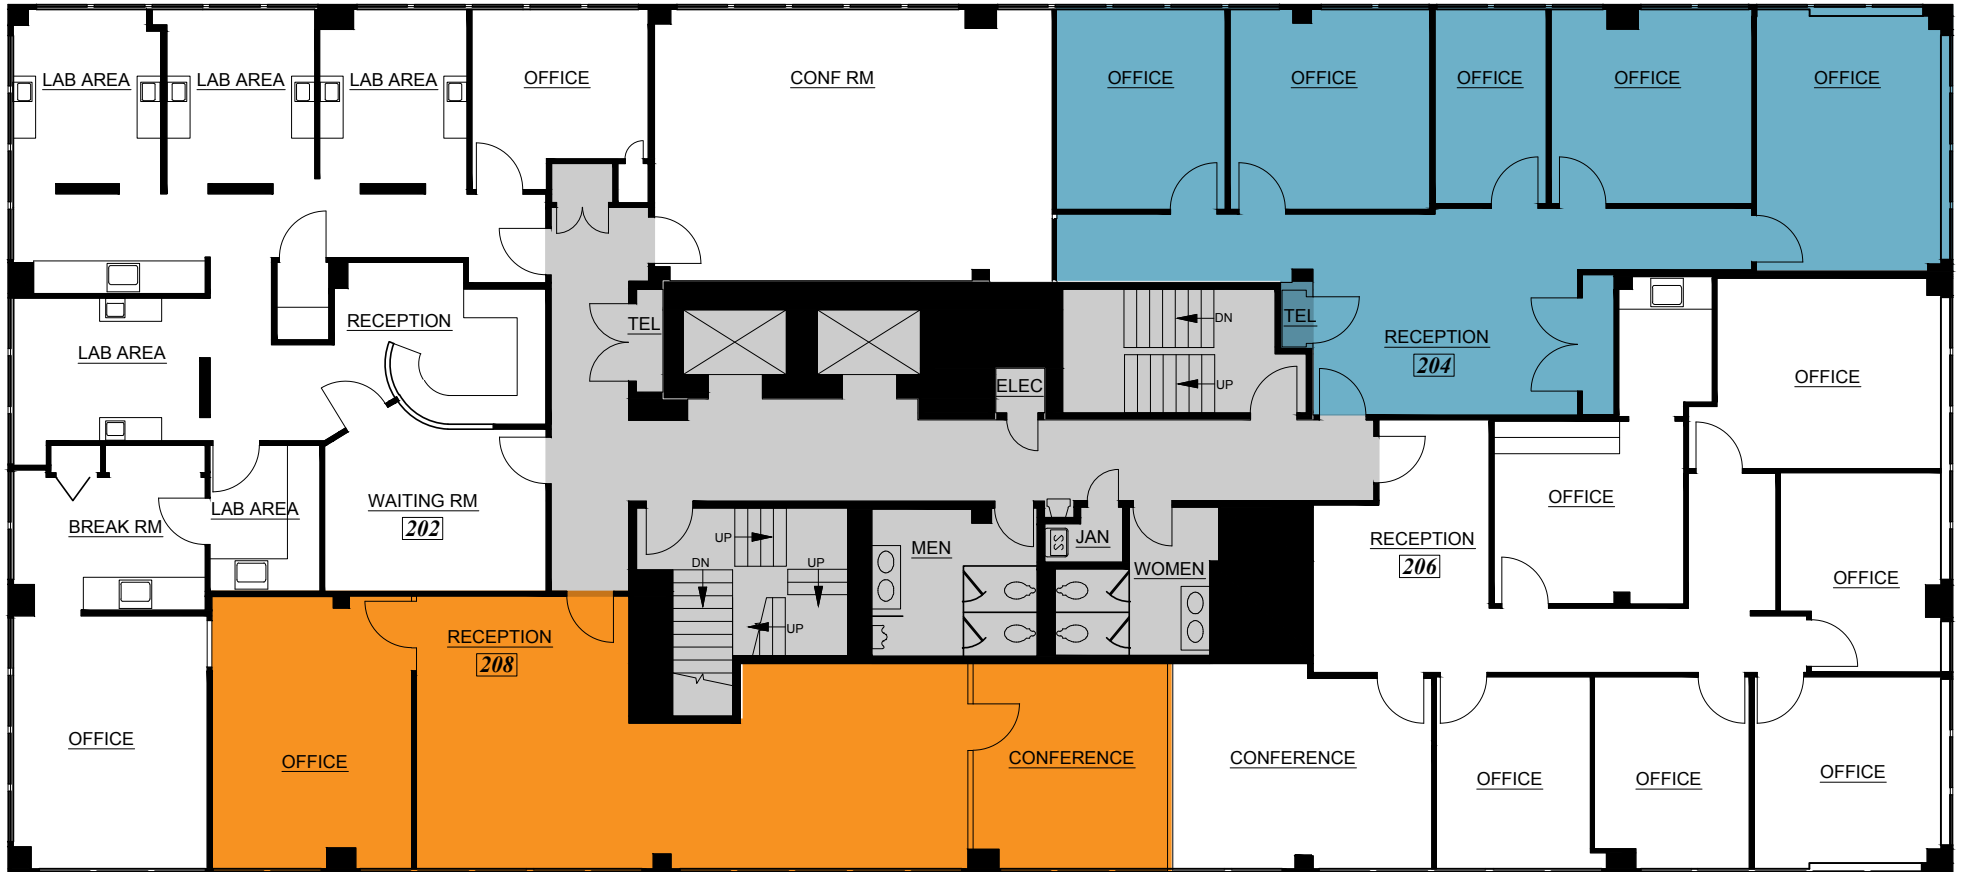 LAB AREA
LAB AREA
LAB AREA
OFFICE
CONF RM
OFFICE
OFFICE
OFFICE
OFFICE
OFFICE
RECEPTION
TEL
DN
UP
TEL
RECEPTION
204
LAB AREA
ELEC
OFFICE
WAITING RM
202
LAB AREA
BREAK RM
OFFICE
UP
DN
UP
UP
MEN
JAN
WOMEN
RECEPTION
206
OFFICE
RECEPTION
208
OFFICE
OFFICE
CONFERENCE
CONFERENCE
OFFICE
OFFICE
OFFICE